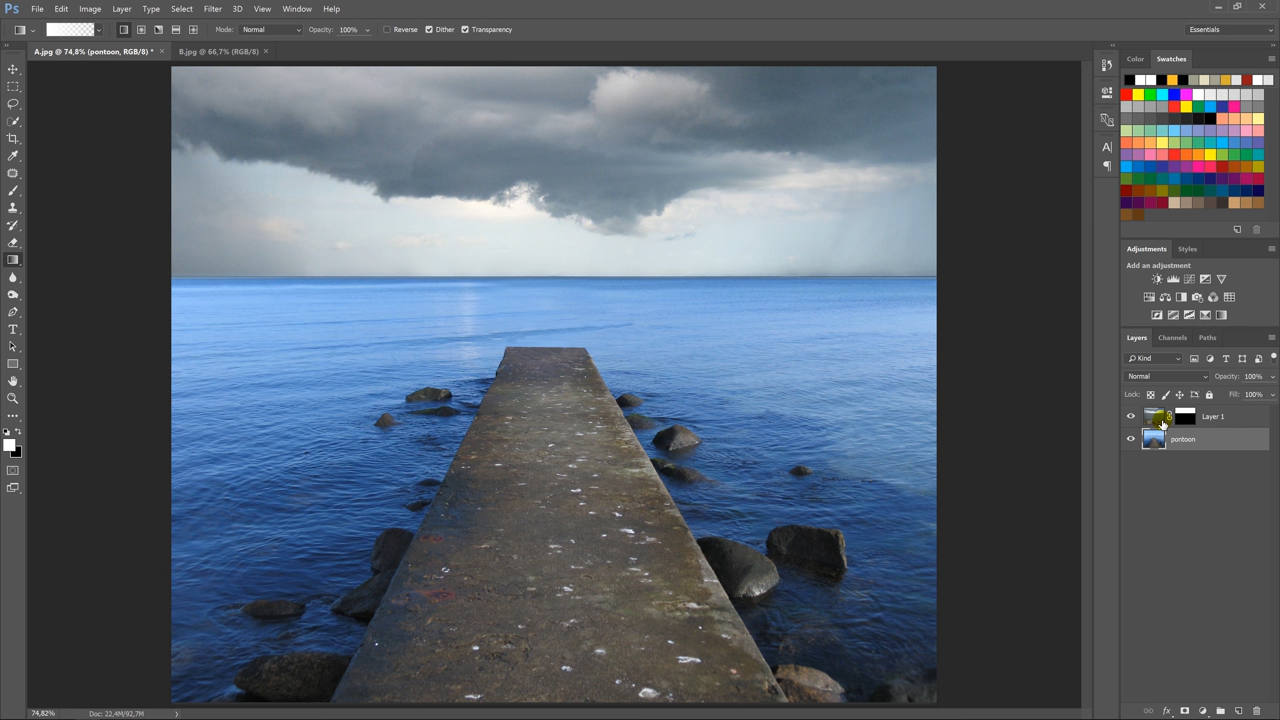 Ps File Edit Image Layer Type Select Filter 3D View Window Help
Mode: Normal Opacity: 100% Reverse Dither Transparency Essentials
A.jpg @ 74,8% (pontoon, RGB/8) * × B.jpg @ 66,7% (RGB/8) ×
Color Swatches
Adjustments Styles
Add an adjustment
Layers Channels Paths
Kind
Normal Opacity: 100%
Lock: Fill: 100%
Layer 1
pontoon
74,82% Doc: 22,4M/92,7M